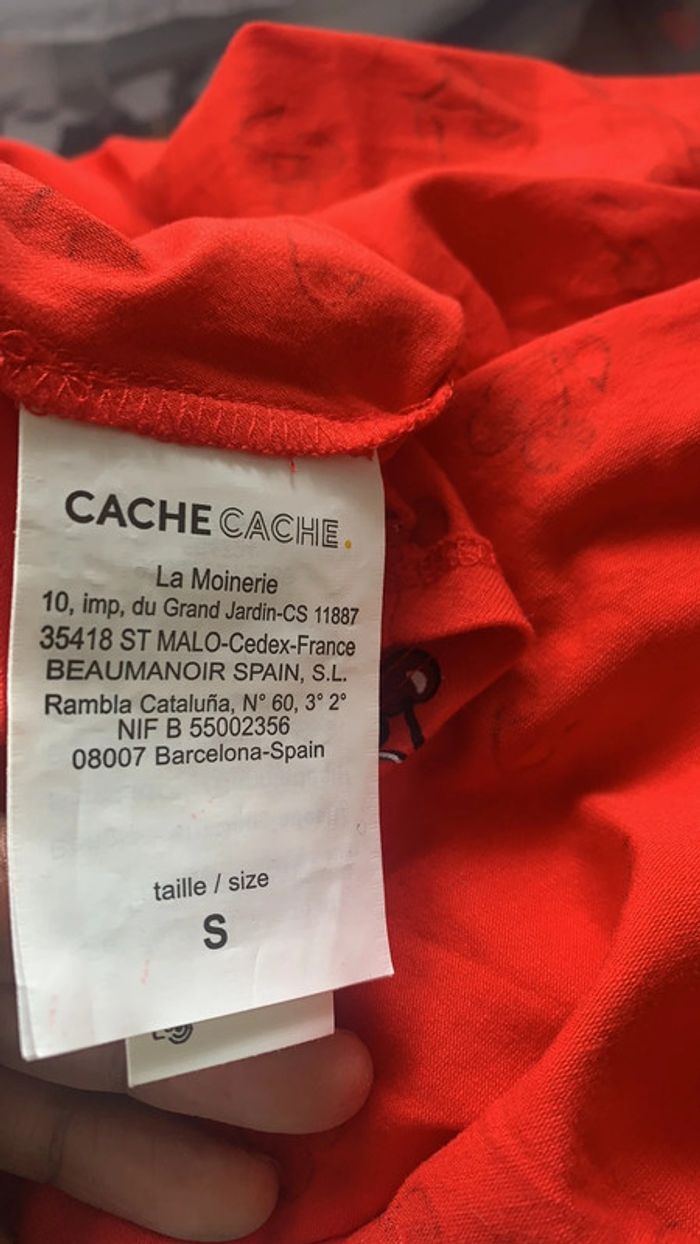 CACHE CACHE.
La Moinerie
10, imp, du Grand Jardin-CS 11887
35418 ST MALO-Cedex-France
BEAUMANOIR SPAIN, S.L.
Rambla Cataluña, N° 60, 3° 2°
NIF B 55002356
08007 Barcelona-Spain
taille / size
S